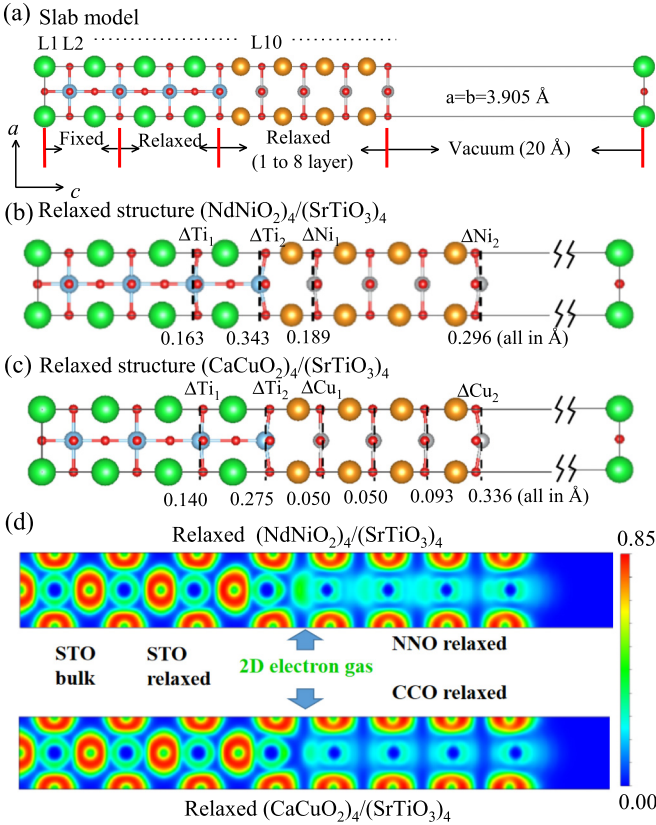 (a) Slab model
L1 L2 ............ L10 ..................
a=b=3.905 Å
Fixed Relaxed Relaxed (1 to 8 layer) Vacuum (20 Å)
a
c
(b) Relaxed structure (NdNiO₂)₄/(SrTiO₃)₄
ΔTi₁ ΔTi₂ ΔNi₁ ΔNi₂
0.163 0.343 0.189 0.296 (all in Å)
(c) Relaxed structure (CaCuO₂)₄/(SrTiO₃)₄
ΔTi₁ ΔTi₂ ΔCu₁ ΔCu₂
0.140 0.275 0.050 0.050 0.093 0.336 (all in Å)
(d) Relaxed (NdNiO₂)₄/(SrTiO₃)₄
0.85
STO bulk
STO relaxed
2D electron gas
NNO relaxed
CCO relaxed
0.00
Relaxed (CaCuO₂)₄/(SrTiO₃)₄